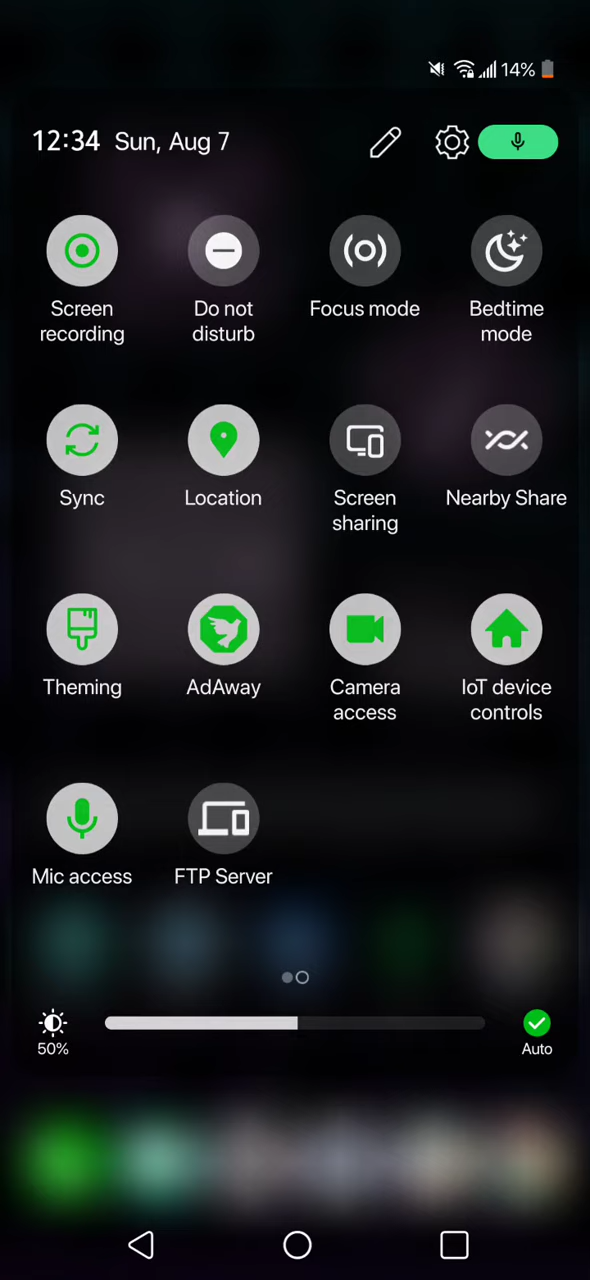 14%
12:34 Sun, Aug 7
Screen recording
Do not disturb
Focus mode
Bedtime mode
Sync
Location
Screen sharing
Nearby Share
Theming
AdAway
Camera access
IoT device controls
Mic access
FTP Server
50%
Auto